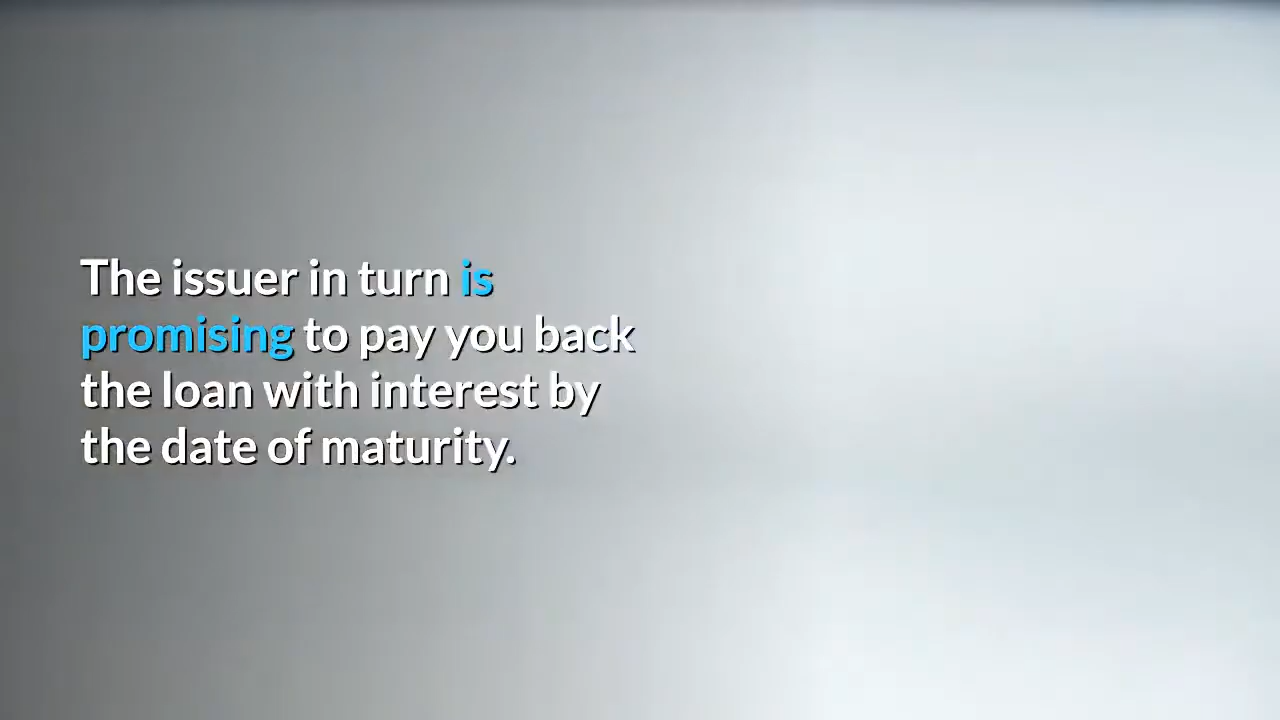 The issuer in turn is
promising to pay you back
the loan with interest by
the date of maturity.